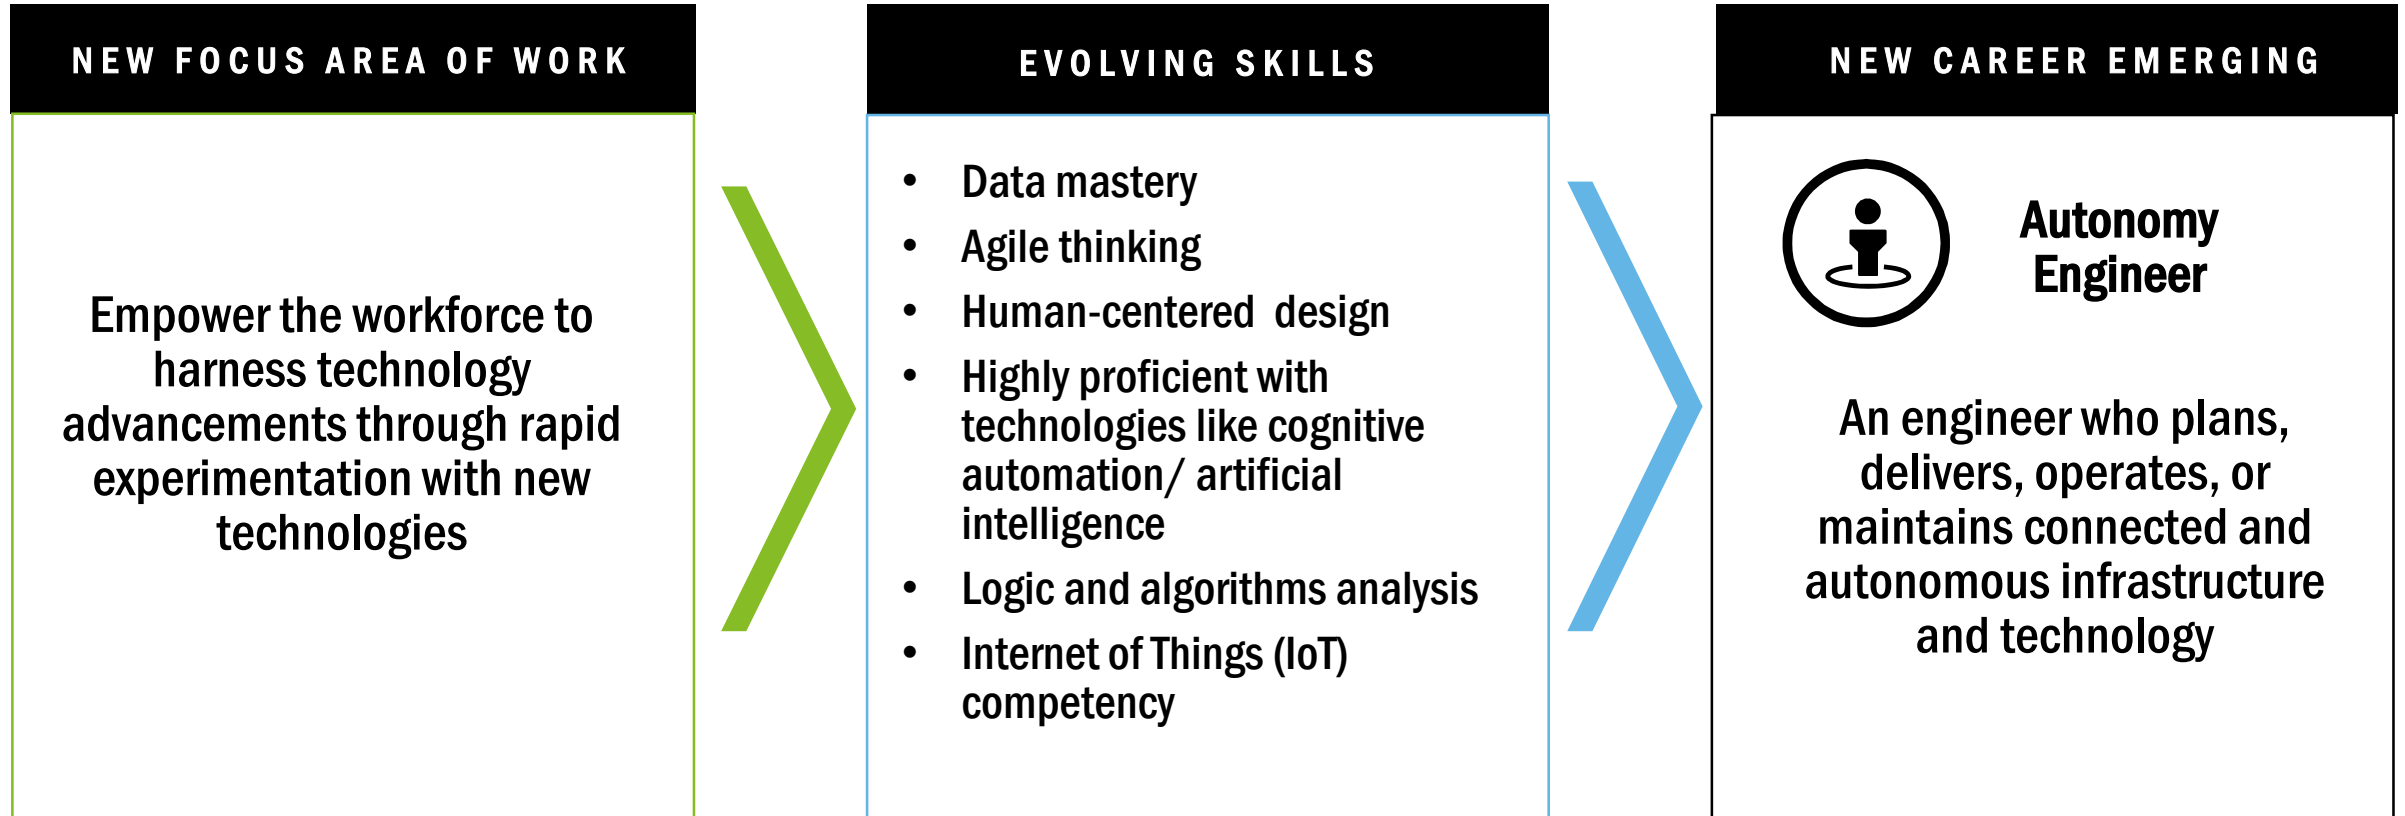 NEW FOCUS AREA OF WORK
Empower the workforce to
harness technology
advancements through rapid
experimentation with new
technologies
EVOLVING SKILLS
• Data mastery
• Agile thinking
• Human-centered design
• Highly proficient with
technologies like cognitive
automation/ artificial
intelligence
• Logic and algorithms analysis
• Internet of Things (IoT)
competency
NEW CAREER EMERGING
Autonomy
Engineer
An engineer who plans,
delivers, operates, or
maintains connected and
autonomous infrastructure
and technology